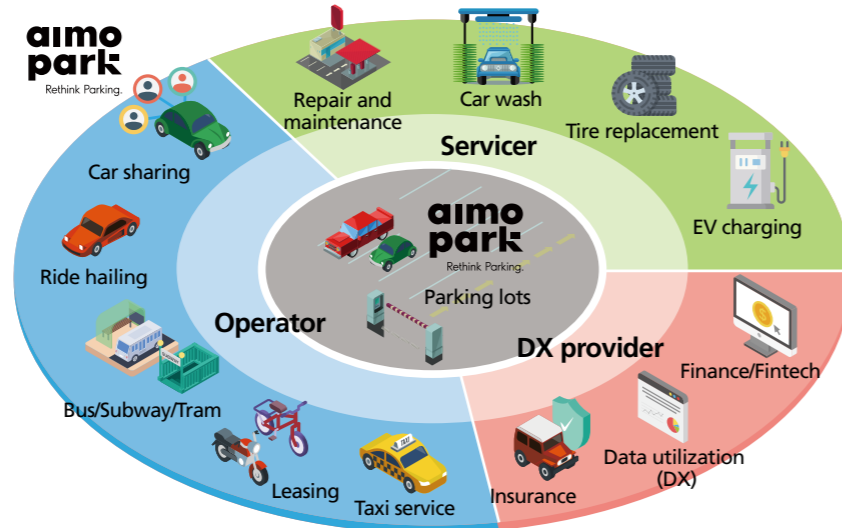 aimo
park
Rethink Parking.
Repair and
maintenance
Car wash
Tire replacement
EV charging
Servicer
Car sharing
Ride hailing
Bus/Subway/Tram
Leasing
Taxi service
Operator
aimo
park
Rethink Parking.
Parking lots
DX provider
Finance/Fintech
Data utilization
(DX)
Insurance
TAXI